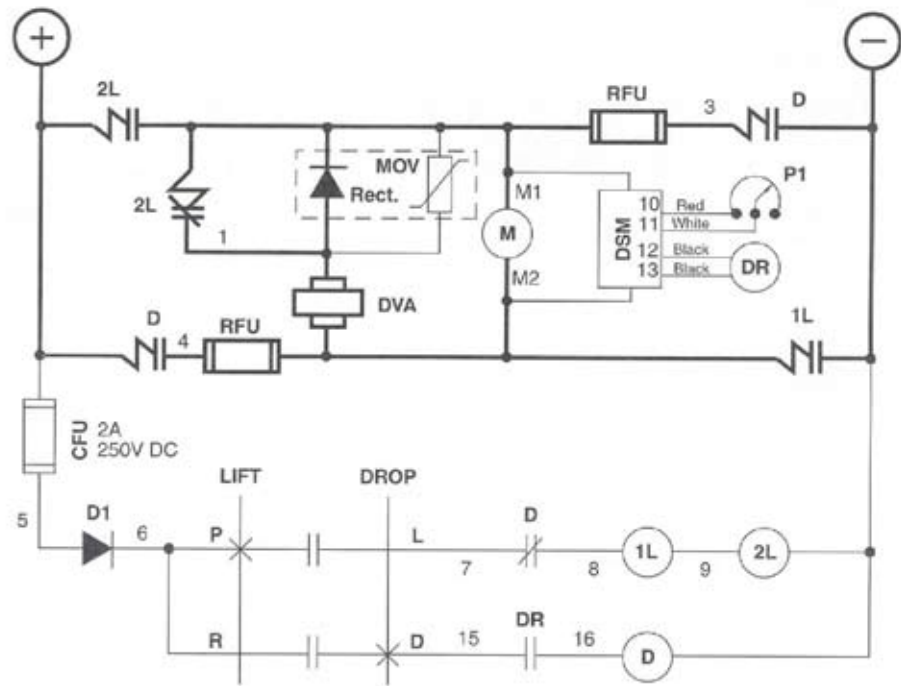 +
−
2L
RFU
3
D
MOV
P1
2L
Rect.
M1
10
Red
1
11
White
M
DSM
12
Black
DR
M2
13
Black
DVA
D
4
RFU
1L
CFU
2A
250V DC
LIFT
DROP
5
D1
6
P
L
D
7
8
1L
9
2L
R
D
15
DR
16
D